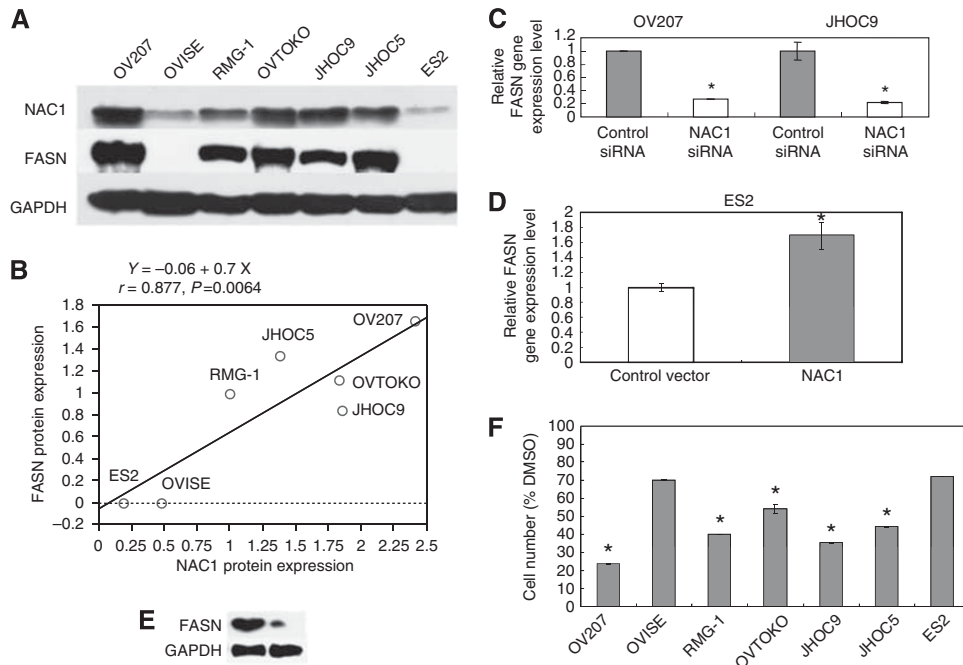 A
OV207
OVISE
RMG-1
OVTOKO
JHOC9
JHOC5
ES2
NAC1
FASN
GAPDH
B
Y = –0.06 + 0.7 X
r = 0.877, P=0.0064
FASN protein expression
1.8
1.6
1.4
1.2
1
0.8
0.6
0.4
0.2
0
–0.2
OV207
JHOC5
RMG-1
OVTOKO
JHOC9
ES2
OVISE
0 0.25 0.5 0.75 1 1.25 1.5 1.75 2 2.25 2.5
NAC1 protein expression
E
FASN
GAPDH
C
OV207 JHOC9
Relative
FASN gene
expression level
1.2
1
0.8
0.6
0.4
0.2
0
* *
Control siRNA
NAC1 siRNA
Control siRNA
NAC1 siRNA
D
ES2
Relative FASN
gene expression level
2
1.8
1.6
1.4
1.2
1
0.8
0.6
0.4
0.2
0
*
Control vector NAC1
F
Cell number (% DMSO)
100
90
80
70
60
50
40
30
20
10
0
* * * * *
OV207
OVISE
RMG-1
OVTOKO
JHOC9
JHOC5
ES2